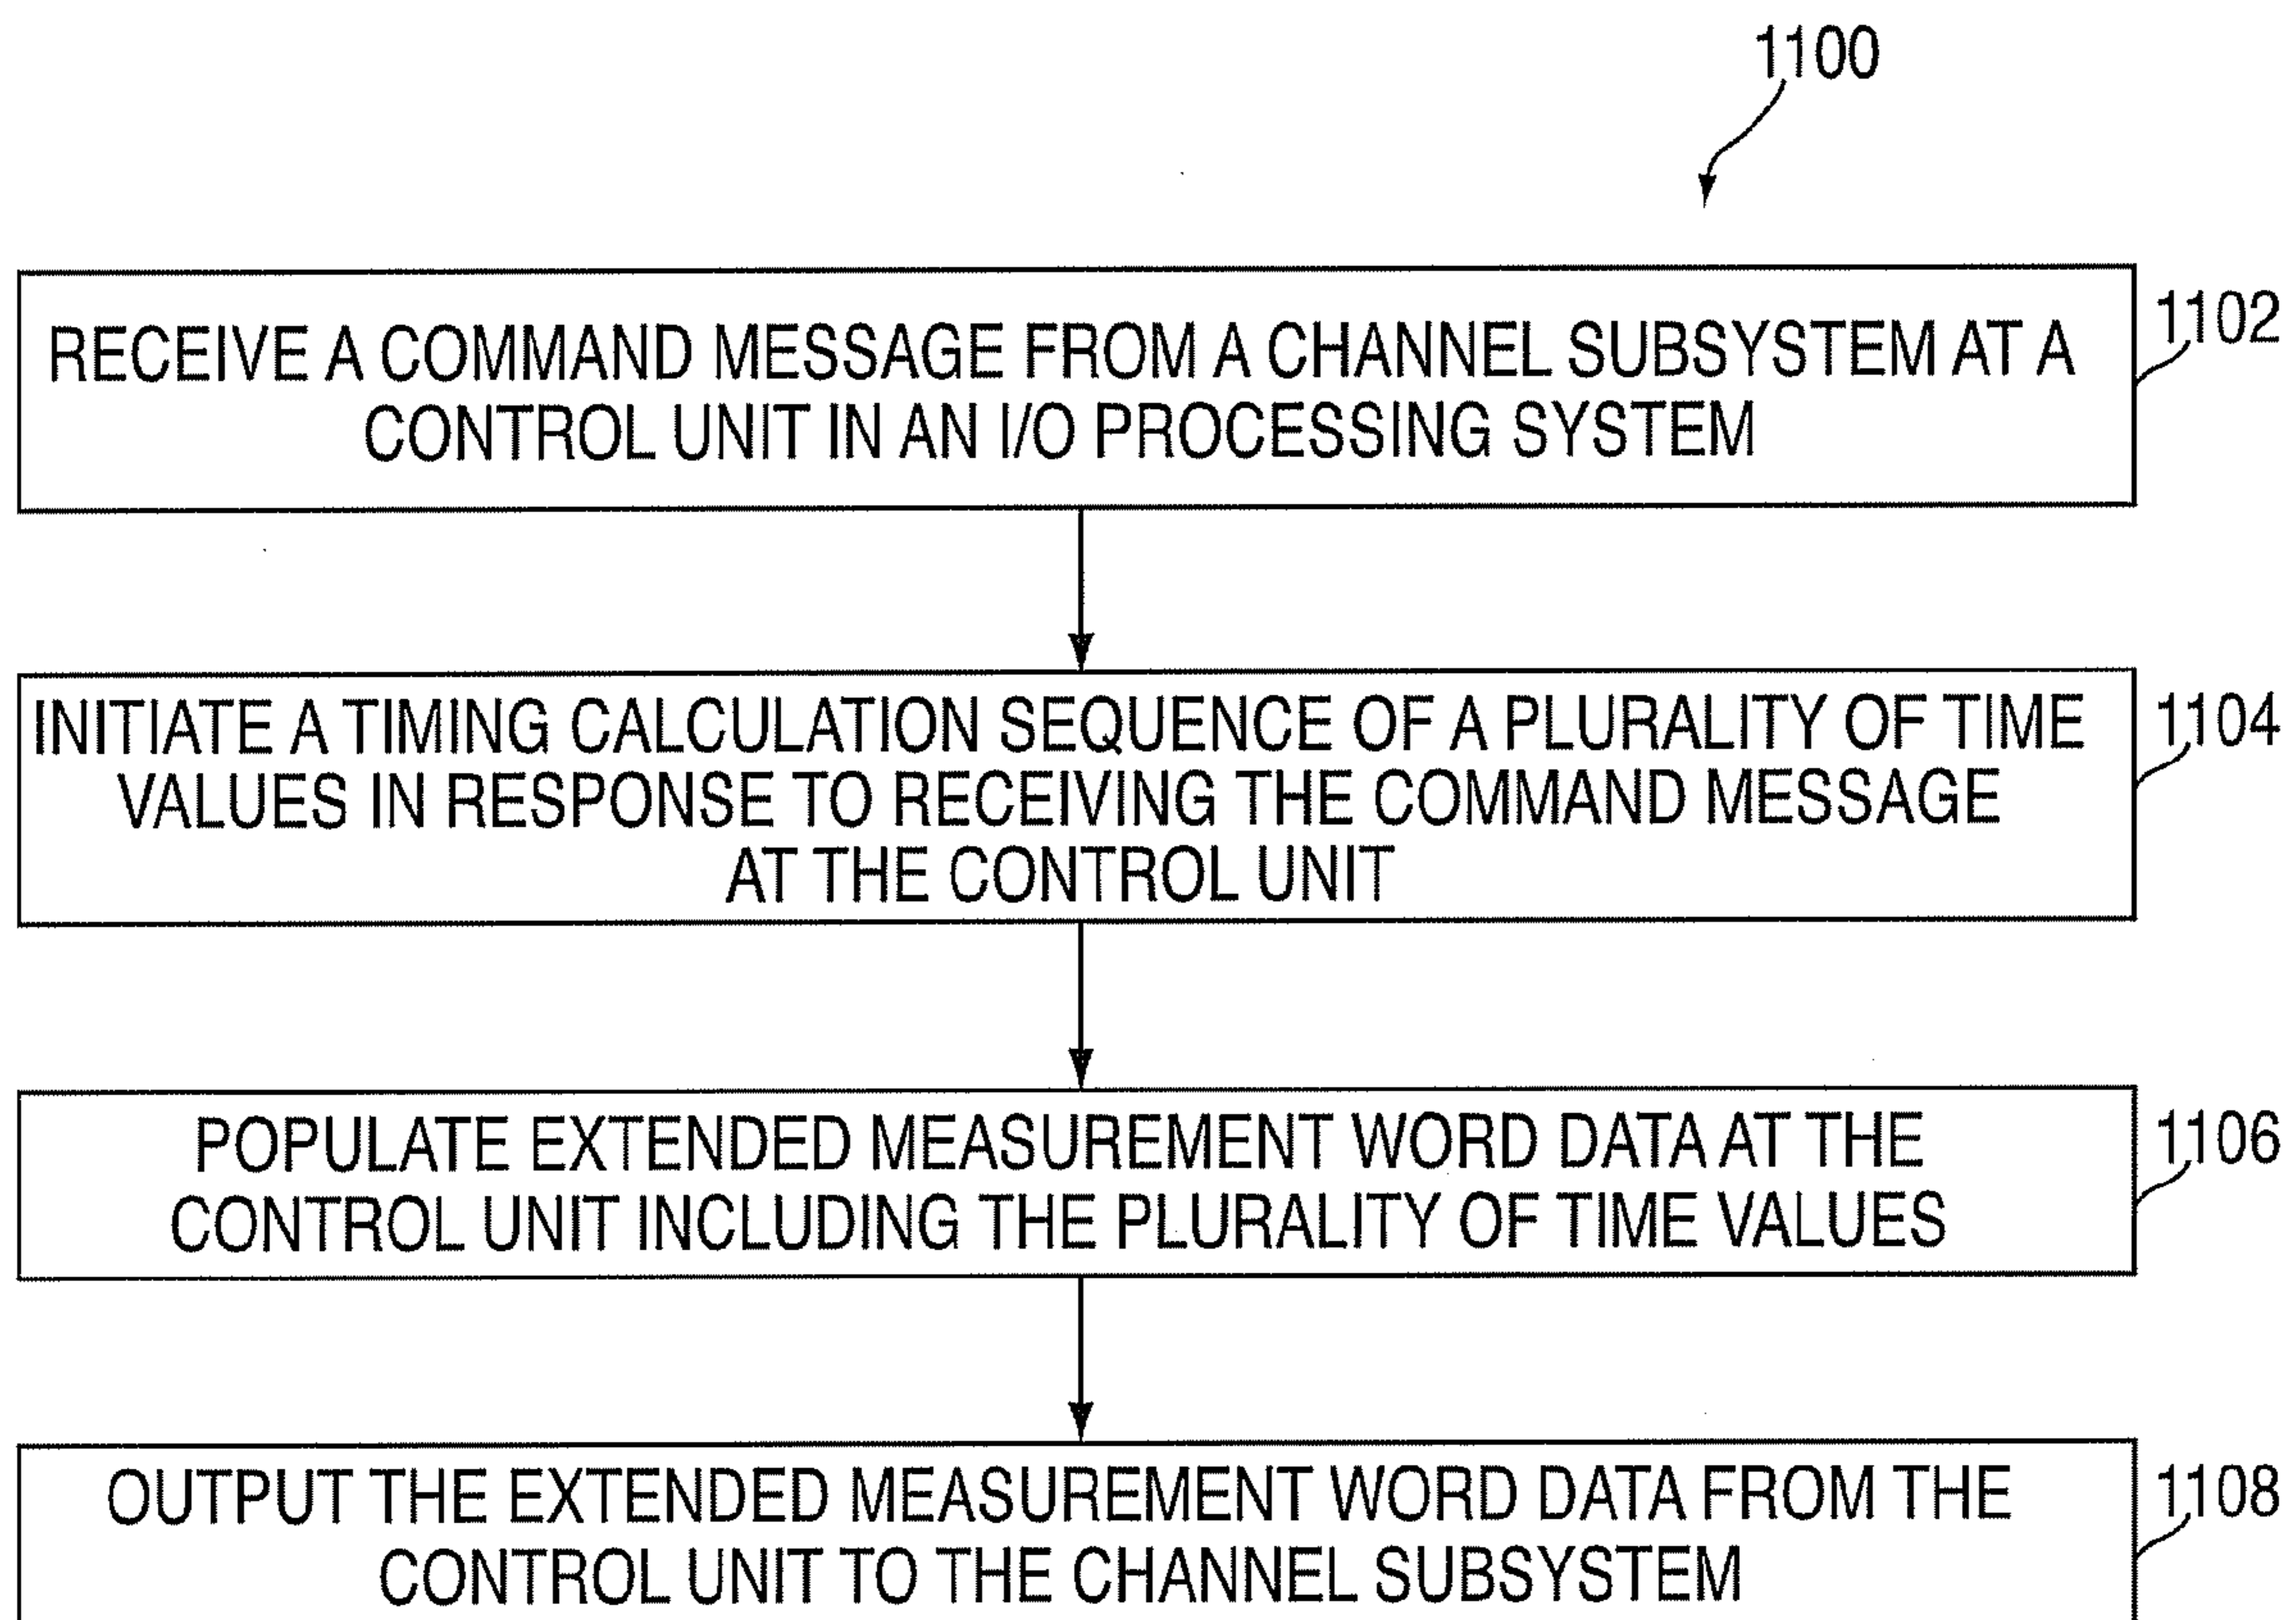 1100
RECEIVE A COMMAND MESSAGE FROM A CHANNEL SUBSYSTEM AT A
CONTROL UNIT IN AN I/O PROCESSING SYSTEM
1102
INITIATE A TIMING CALCULATION SEQUENCE OF A PLURALITY OF TIME
VALUES IN RESPONSE TO RECEIVING THE COMMAND MESSAGE
AT THE CONTROL UNIT
1104
POPULATE EXTENDED MEASUREMENT WORD DATA AT THE
CONTROL UNIT INCLUDING THE PLURALITY OF TIME VALUES
1106
OUTPUT THE EXTENDED MEASUREMENT WORD DATA FROM THE
CONTROL UNIT TO THE CHANNEL SUBSYSTEM
1108